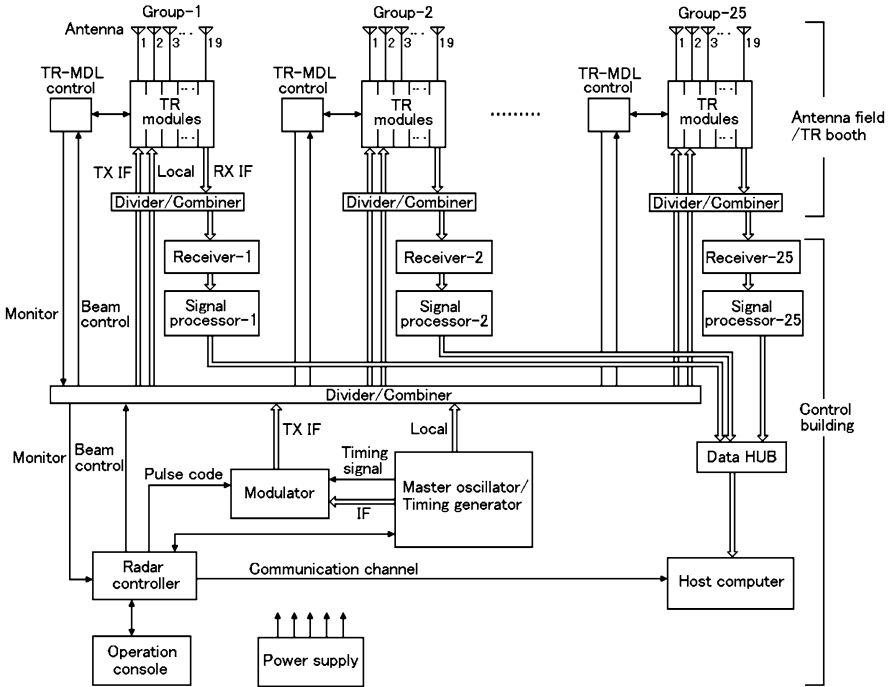 Group-1 Group-2 Group-25
Antenna 1 2 3 19 1 2 3 19 1 2 3 19
TR-MDL control TR-MDL control TR-MDL control
TR modules TR modules TR modules
Antenna field /TR booth
TX IF Local RX IF
Divider/Combiner Divider/Combiner Divider/Combiner
Receiver-1 Receiver-2 Receiver-25
Signal processor-1 Signal processor-2 Signal processor-25
Monitor Beam control
Divider/Combiner
Control building
TX IF Local
Monitor Beam control
Timing signal
Pulse code
Modulator
IF
Master oscillator/ Timing generator
Data HUB
Radar controller
Communication channel
Host computer
Operation console
Power supply